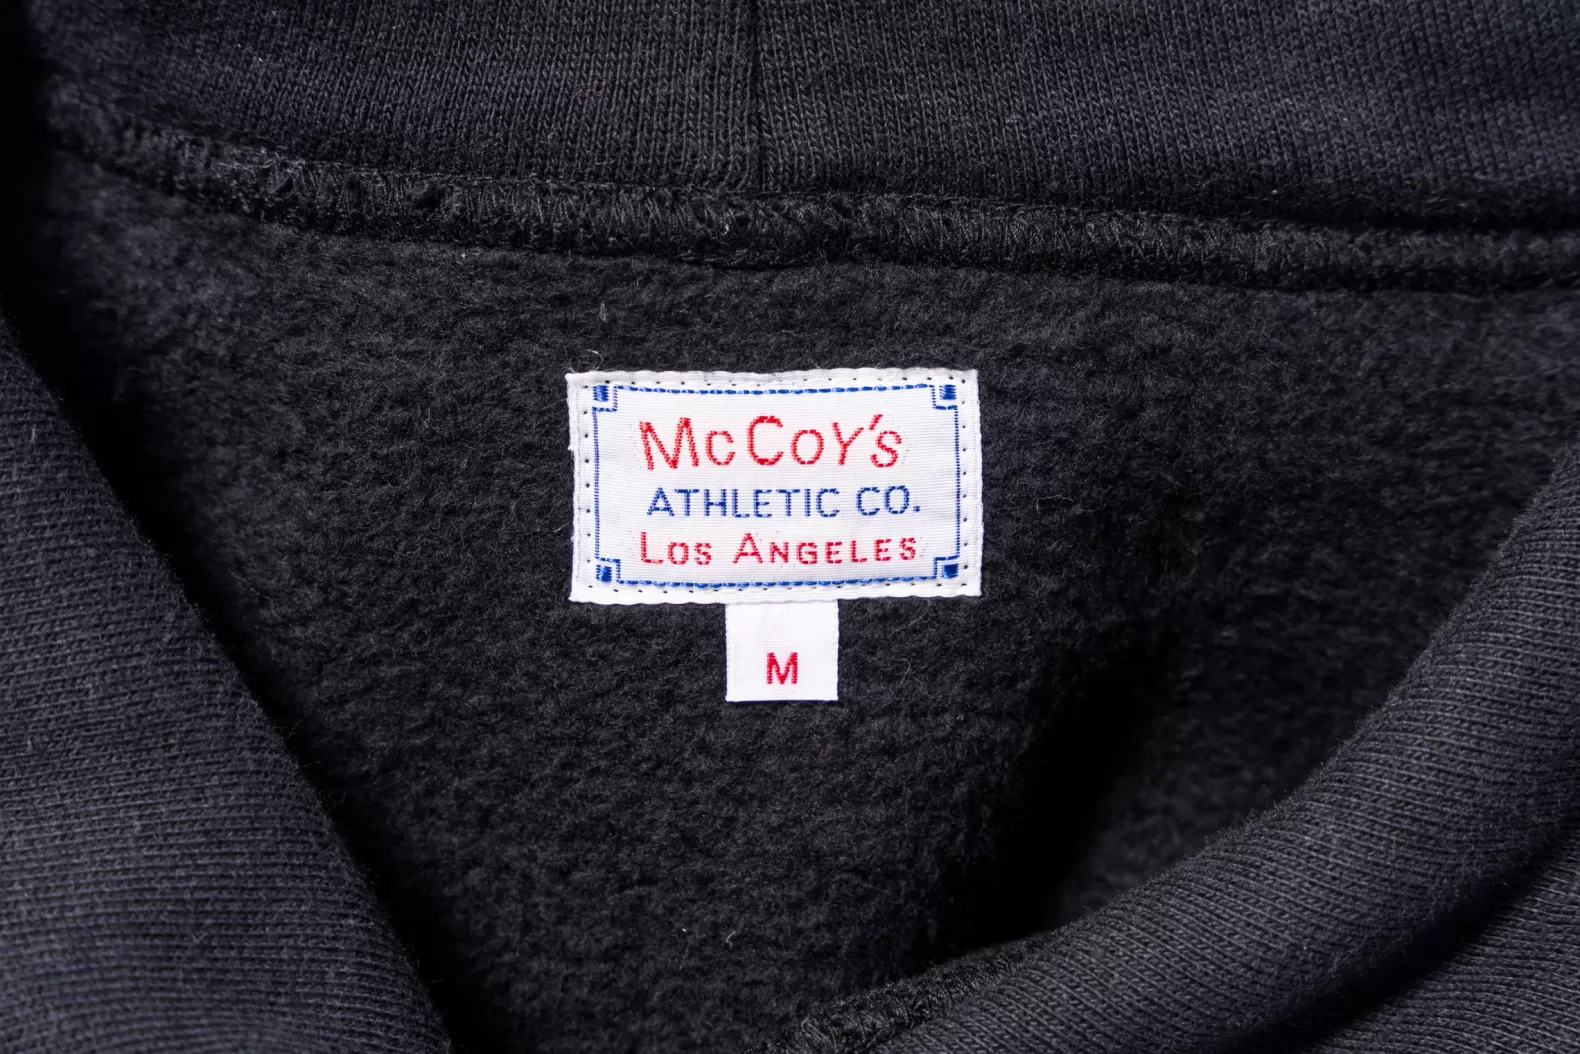 McCoy's
ATHLETIC CO.
Los Angeles
M